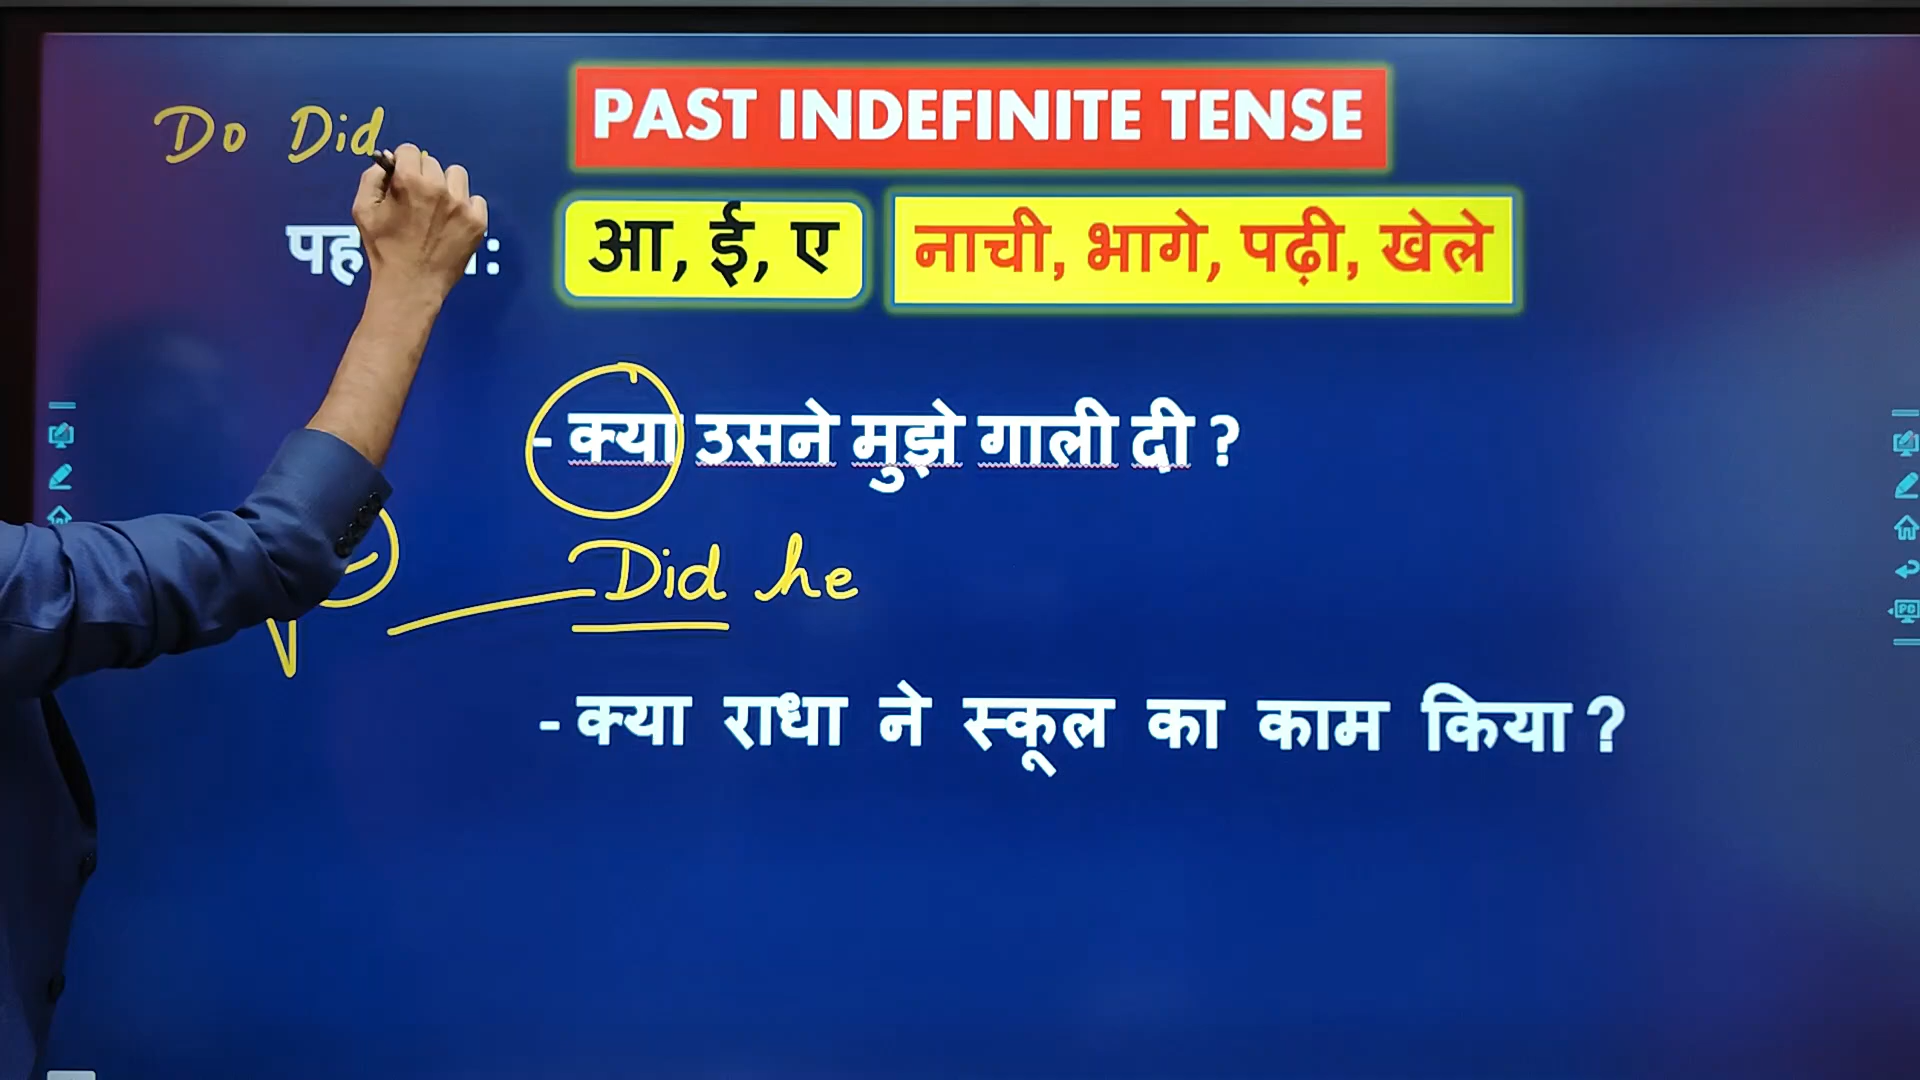 PAST INDEFINITE TENSE
Do Did
आ, ई, ए
नाची, भागे, पढ़ी, खेले
- क्या उसने मुझे गाली दी ?
Did he
- क्या राधा ने स्कूल का काम किया ?